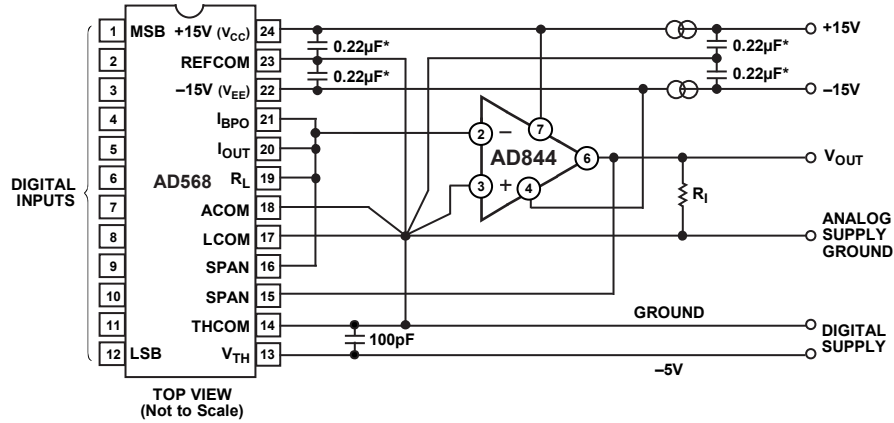 1 MSB +15V (VCC) 24
2 REFCOM 23
3 –15V (VEE) 22
4 IBPO 21
5 IOUT 20
6 AD568 RL 19
7 ACOM 18
8 LCOM 17
9 SPAN 16
10 SPAN 15
11 THCOM 14
12 LSB VTH 13
DIGITAL
INPUTS
TOP VIEW
(Not to Scale)
0.22µF*
0.22µF*
100pF
2 –
3 +
AD844
7
4
6
0.22µF*
0.22µF*
RI
+15V
–15V
VOUT
ANALOG
SUPPLY
GROUND
GROUND
–5V
DIGITAL
SUPPLY